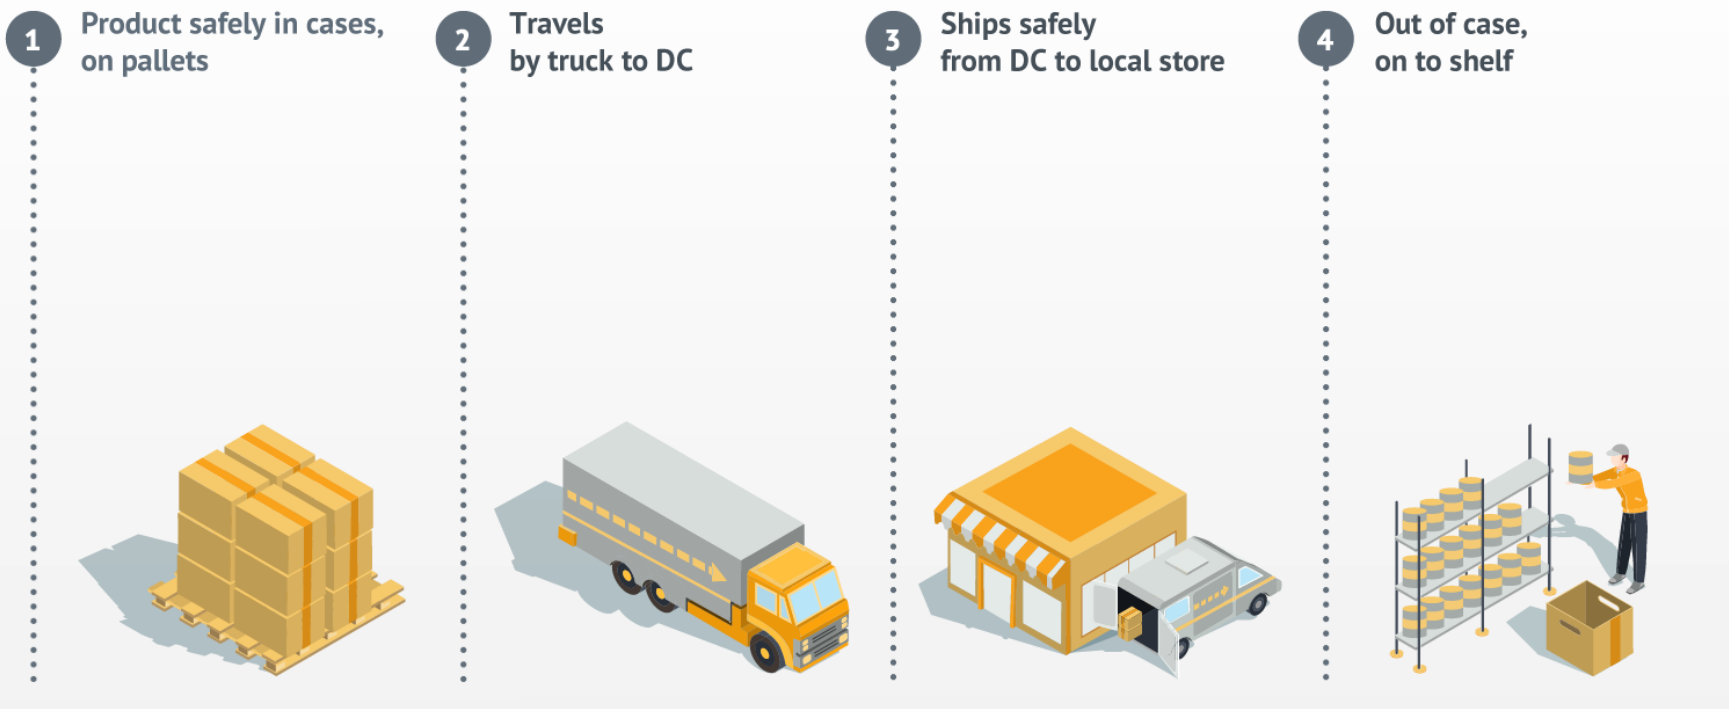 1
Product safely in cases,
on pallets
2
Travels
by truck to DC
3
Ships safely
from DC to local store
4
Out of case,
on to shelf